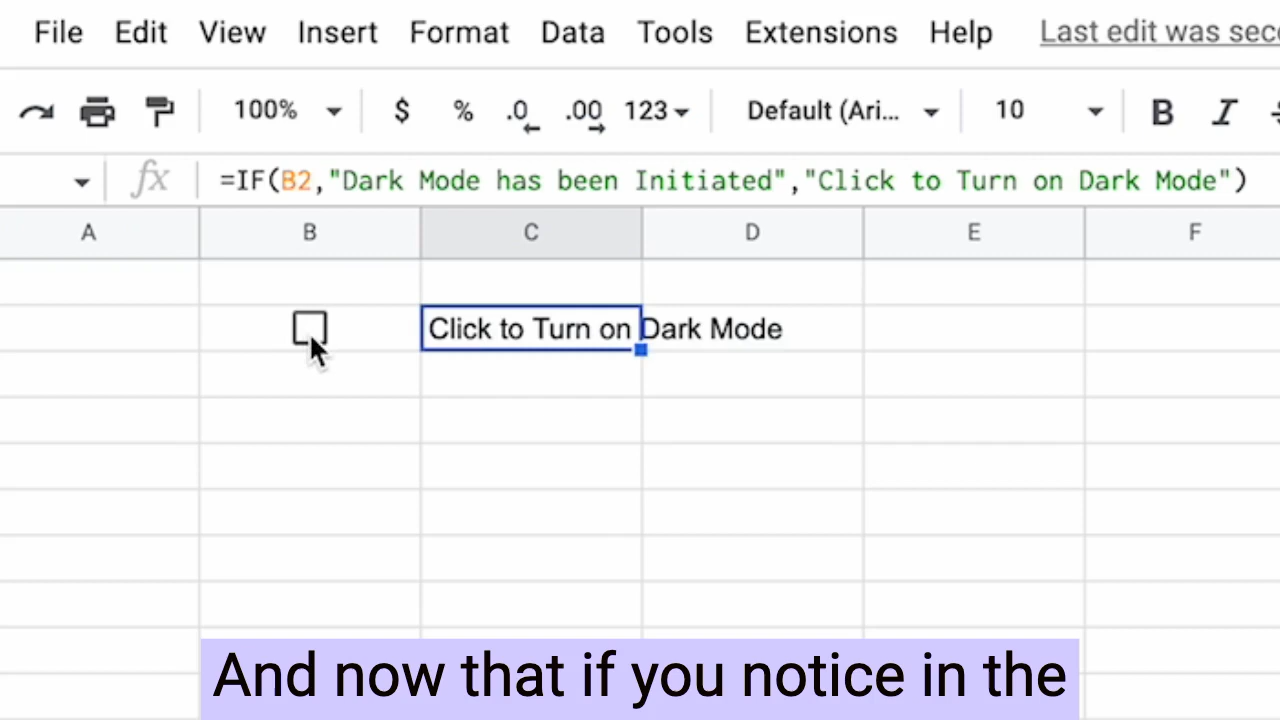 File Edit View Insert Format Data Tools Extensions Help Last edit was
100% $ % .0 .00 123 Default (Ari... 10 B I
fx =IF(B2,"Dark Mode has been Initiated","Click to Turn on Dark Mode")
A B C D E F
Click to Turn on Dark Mode
And now that if you notice in the